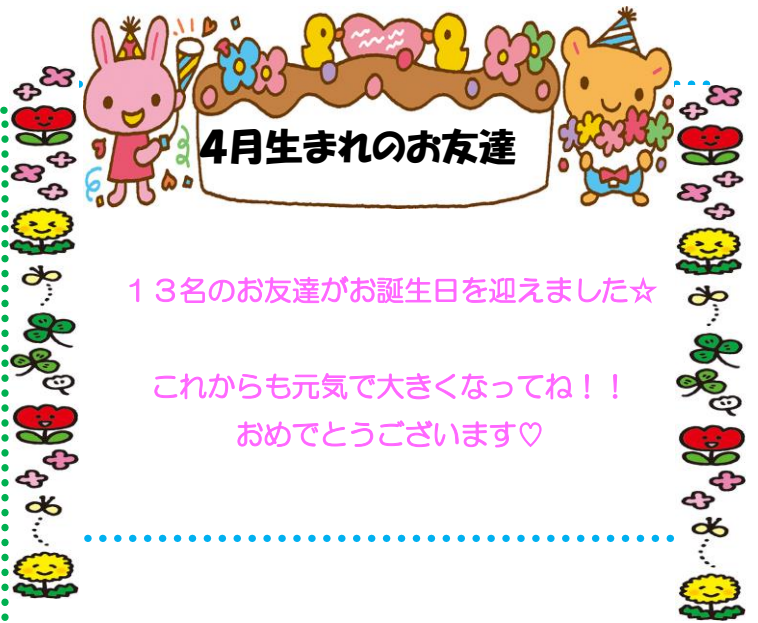 4月生まれのお友達
１３名のお友達がお誕生日を迎えました☆
これからも元気で大きくなってね！！
おめでとうございます♡